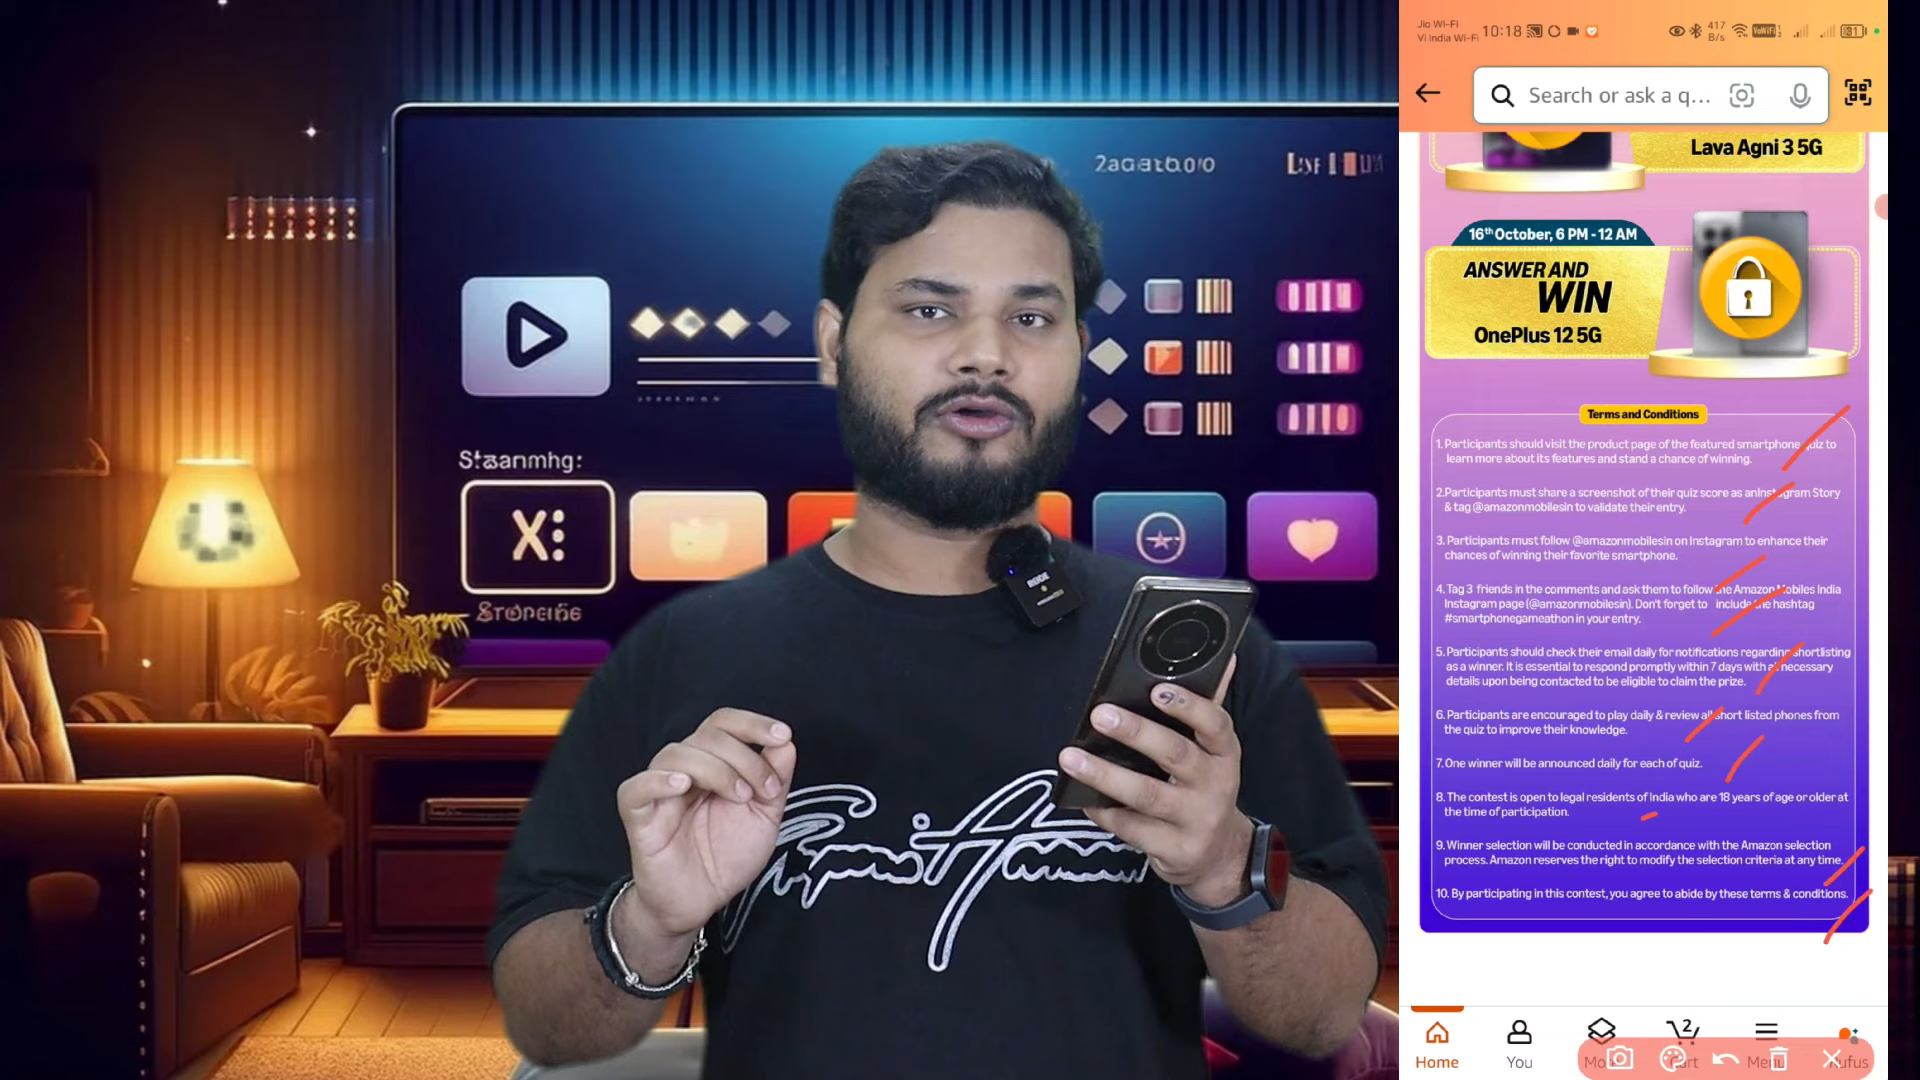 Jio Wi-Fi
Vi India Wi-Fi
10:18
417
B/s
VoWiFi
31
Search or ask a q...
Lava Agni 3 5G
16th October, 6 PM - 12 AM
ANSWER AND
WIN
OnePlus 12 5G
Terms and Conditions
1. Participants should visit the product page of the featured smartphone quiz to
learn more about its features and stand a chance of winning.
2.Participants must share a screenshot of their quiz score as anInstagram Story
& tag @amazonmobilesin to validate their entry.
3. Participants must follow @amazonmobilesin on Instagram to enhance their
chances of winning their favorite smartphone.
4. Tag 3 friends in the comments and ask them to follow the Amazon Mobiles India
Instagram page (@amazonmobilesin). Don't forget to include the hashtag
#smartphonegameathon in your entry.
5. Participants should check their email daily for notifications regarding shortlisting
as a winner. It is essential to respond promptly within 7 days with all necessary
details upon being contacted to be eligible to claim the prize.
6. Participants are encouraged to play daily & review all short listed phones from
the quiz to improve their knowledge.
7. One winner will be announced daily for each of quiz.
8. The contest is open to legal residents of India who are 18 years of age or older at
the time of participation.
9. Winner selection will be conducted in accordance with the Amazon selection
process. Amazon reserves the right to modify the selection criteria at any time.
10. By participating in this contest, you agree to abide by these terms & conditions.
2
Home
You
Cart
Menu
Rufus
Staanmhg:
RODE